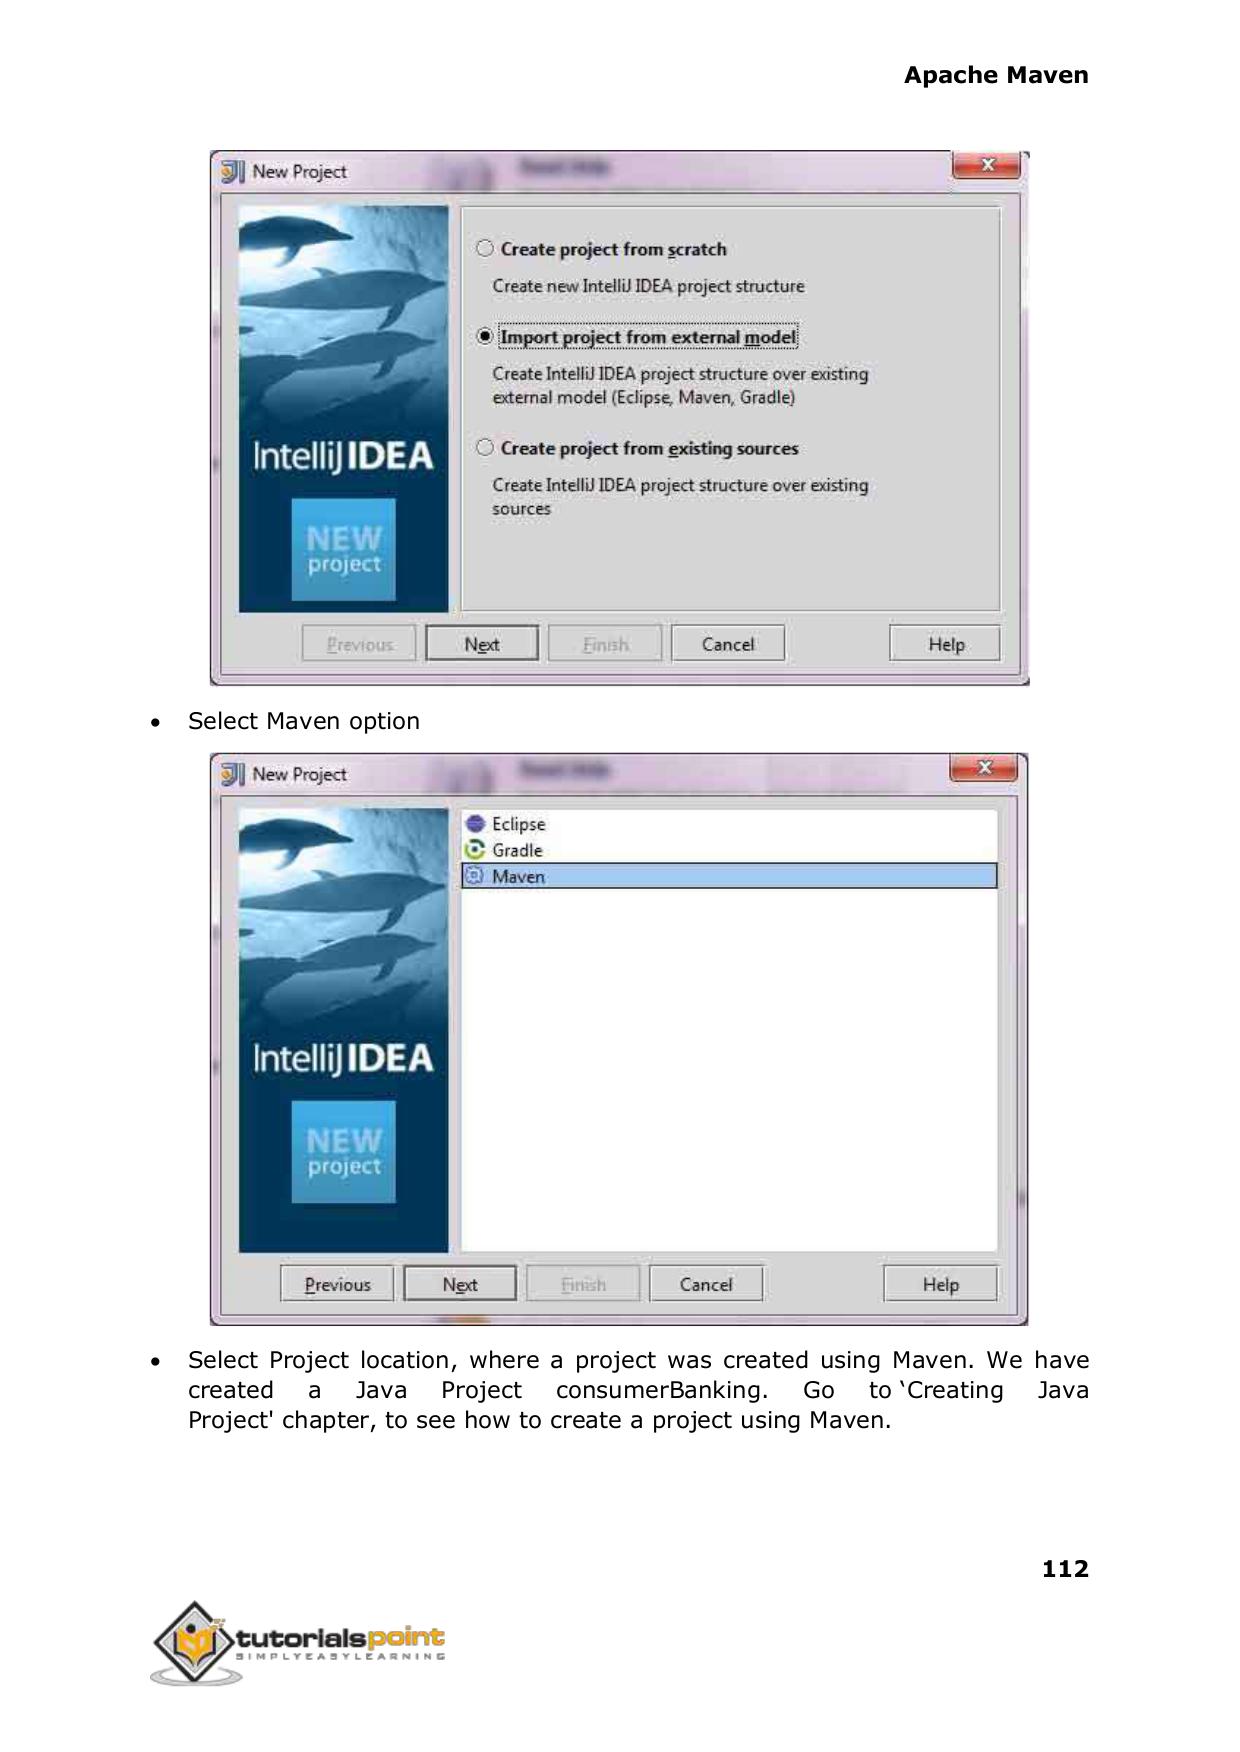 Apache Maven
New Project
Create project from scratch
Create new IntelliJ IDEA project structure
Import project from external model
Create IntelliJ IDEA project structure over existing
external model (Eclipse, Maven, Gradle)
Create project from existing sources
Create IntelliJ IDEA project structure over existing
sources
IntelliJ IDEA
NEW
project
Previous Next Finish Cancel Help
• Select Maven option
New Project
Eclipse
Gradle
Maven
IntelliJ IDEA
NEW
project
Previous Next Finish Cancel Help
• Select Project location, where a project was created using Maven. We have
created a Java Project consumerBanking. Go to ‘Creating Java
Project' chapter, to see how to create a project using Maven.
112
tutorialspoint
SIMPLYEASYLEARNING